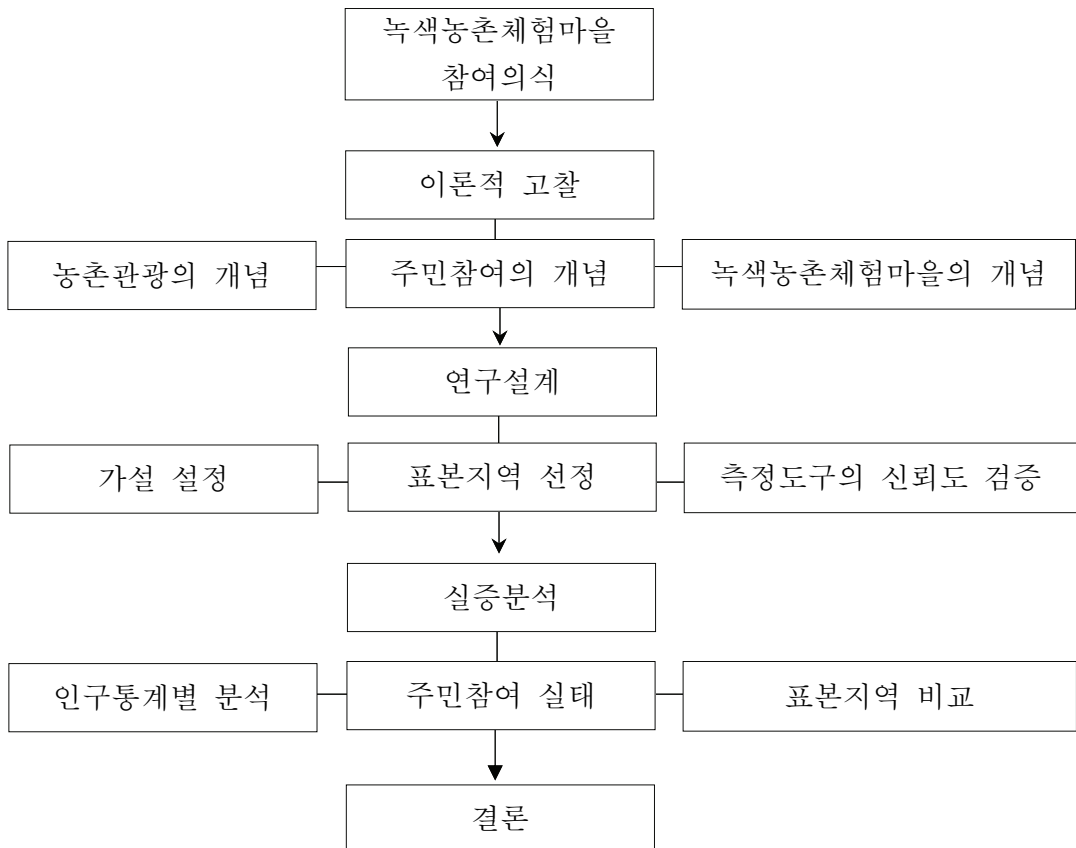 녹색농촌체험마을
참여의식
이론적 고찰
농촌관광의 개념
주민참여의 개념
녹색농촌체험마을의 개념
연구설계
가설 설정
표본지역 선정
측정도구의 신뢰도 검증
실증분석
인구통계별 분석
주민참여 실태
표본지역 비교
결론